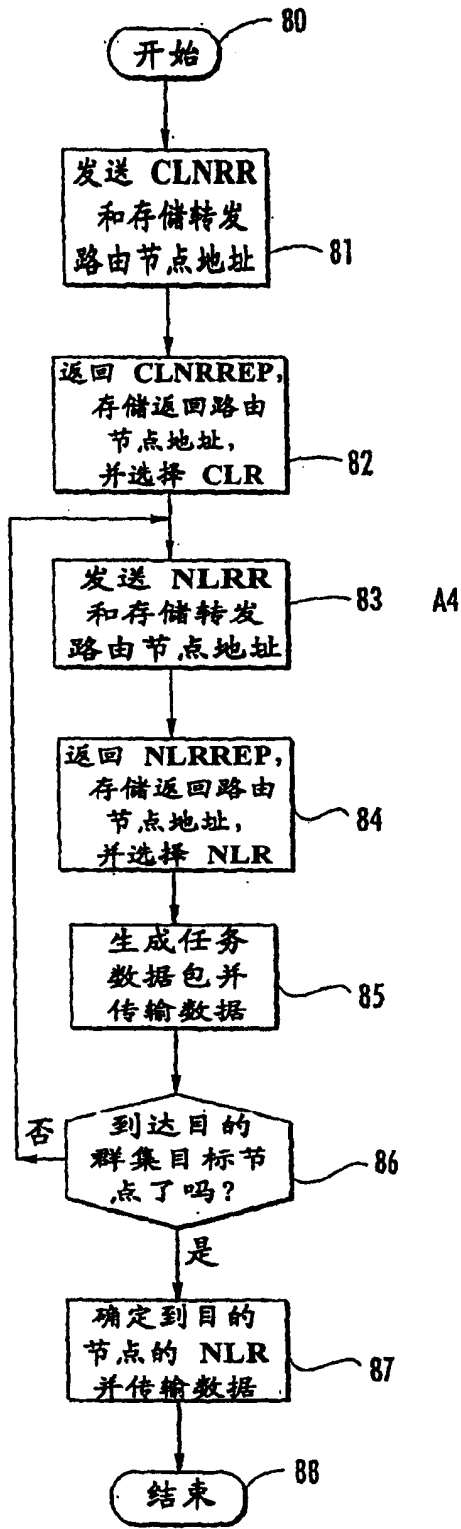 开始
80
发送 CLNRR
和存储转发
路由节点地址
81
返回 CLNRREP,
存储返回路由
节点地址,
并选择 CLR
82
发送 NLRR
和存储转发
路由节点地址
83
A4
返回 NLRREP,
存储返回路由
节点地址,
并选择 NLR
84
生成任务
数据包并
传输数据
85
到达目的
群集目标节
点了吗?
86
否
是
确定到目的
节点的 NLR
并传输数据
87
结束
88